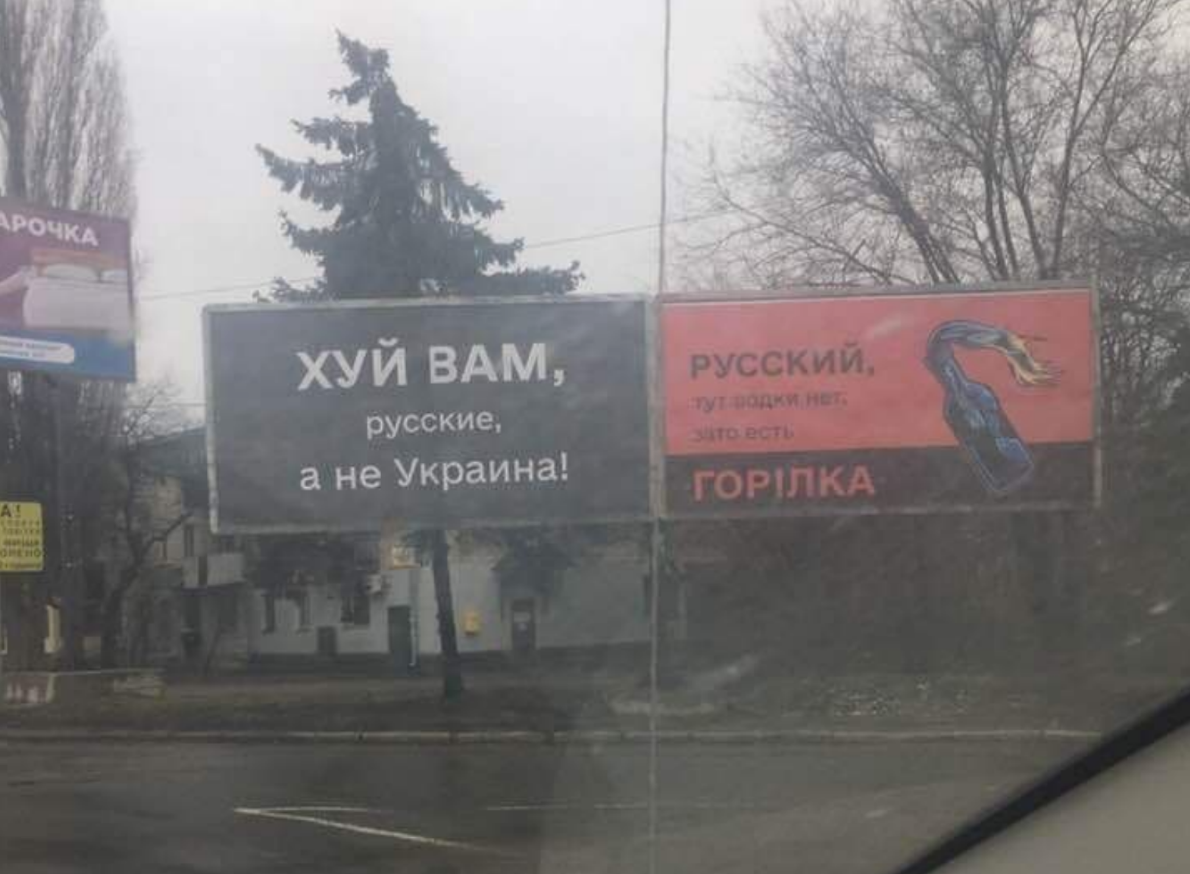 АРОЧКА
ХУЙ ВАМ,
русские,
а не Украина!
РУССКИЙ,
тут водки нет,
зато есть
ГОРІЛКА
А!